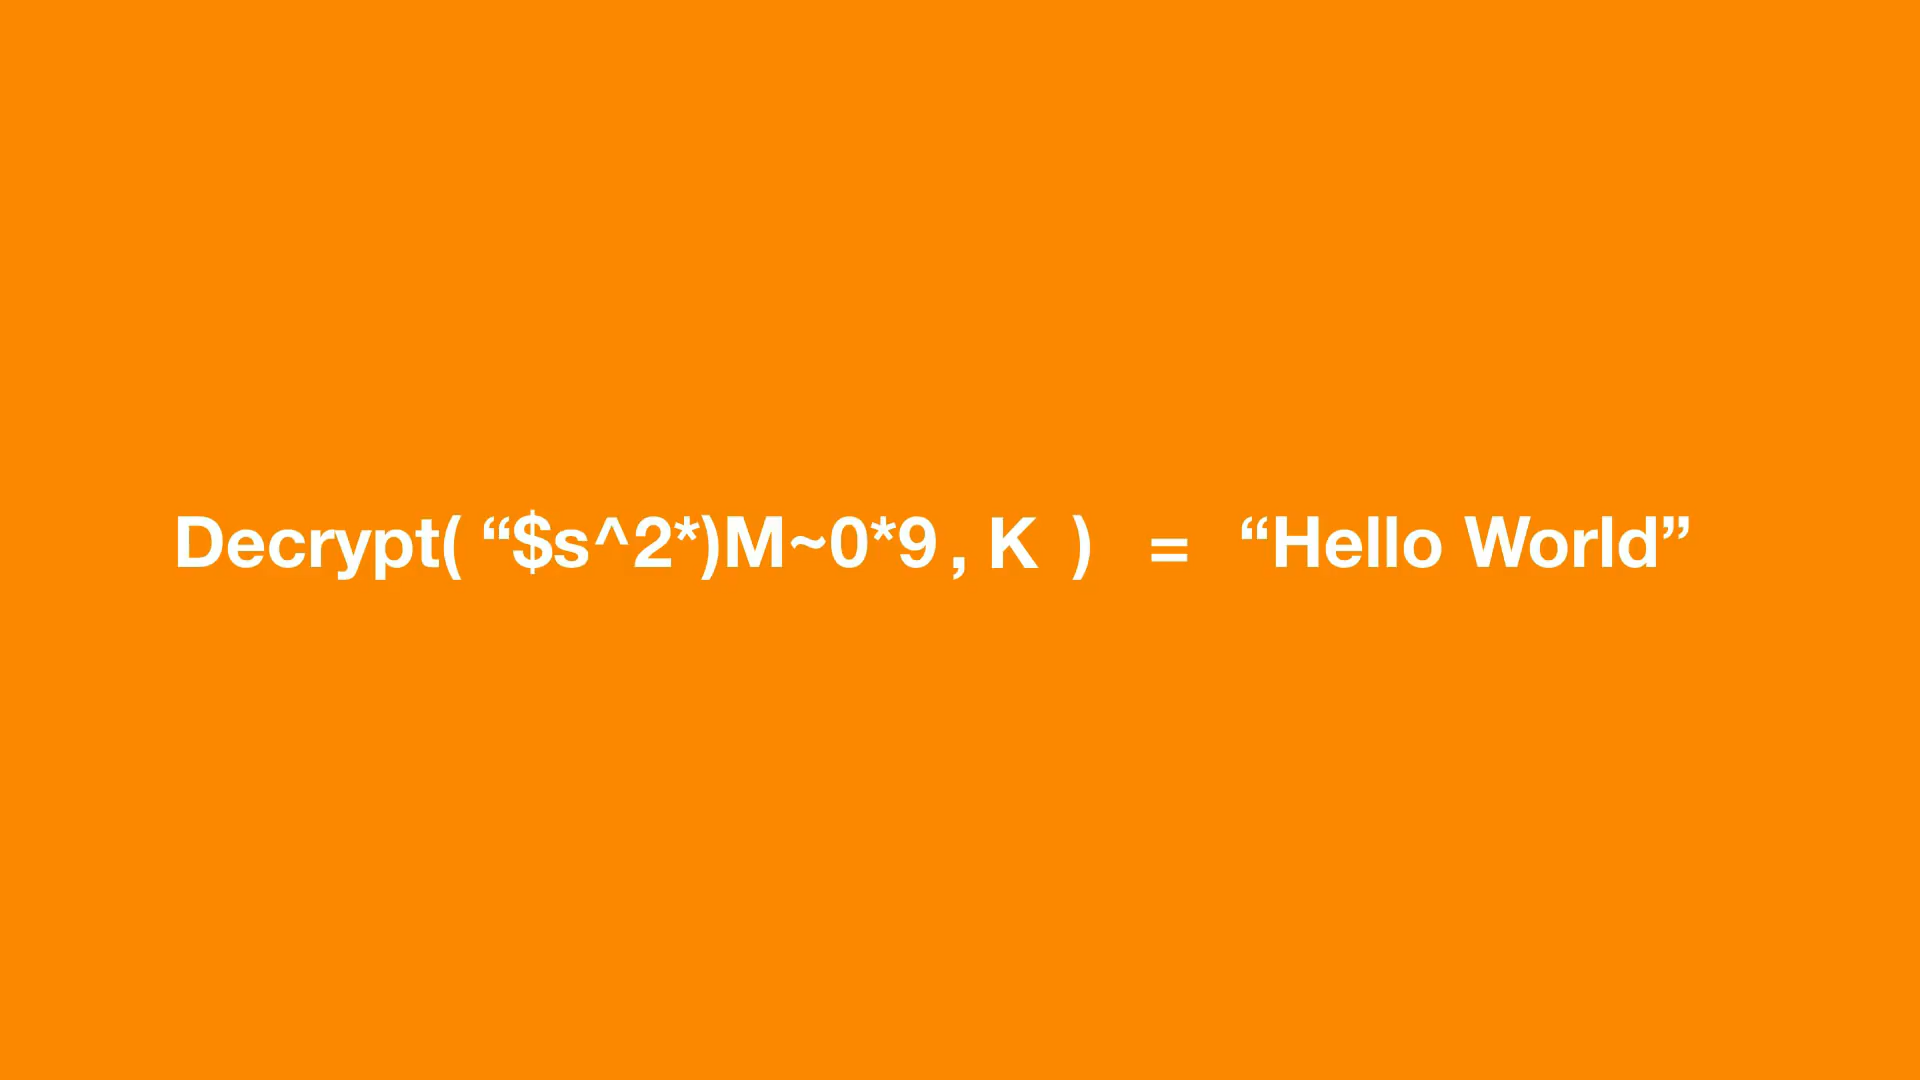 Decrypt( “$s^2*)M~0*9 , K ) = “Hello World”